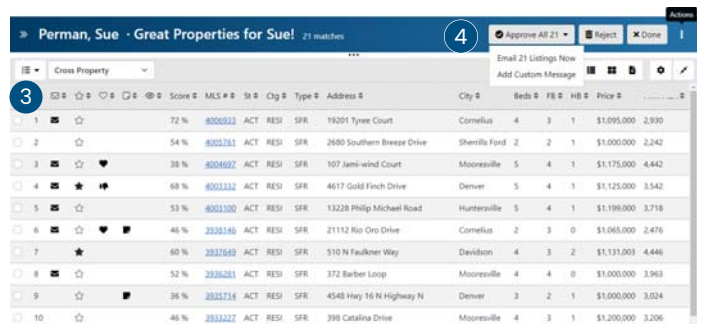 Actions
» Perman, Sue · Great Properties for Sue! 21 matches
4
Approve All 21
Reject
Done
Email 21 Listings Now
Add Custom Message
Cross Property
3
Score MLS # St Ctg Type Address City Beds FB HB Price
1 72 % 4006933 ACT RESI SFR 19201 Tyree Court Cornelius 4 3 1 $1,095,000 2,930
2 54 % 4005761 ACT RESI SFR 2680 Southern Breeze Drive Sherrills Ford 2 2 1 $1,000,000 2,242
3 38 % 4004697 ACT RESI SFR 107 Jami-wind Court Mooresville 5 4 1 $1,175,000 4,442
4 68 % 4003332 ACT RESI SFR 4617 Gold Finch Drive Denver 5 4 1 $1,125,000 3,542
5 53 % 4003100 ACT RESI SFR 13228 Philip Michael Road Huntersville 5 4 1 $1,199,000 3,718
6 46 % 3938146 ACT RESI SFR 21112 Rio Oro Drive Cornelius 2 3 0 $1,065,000 2,476
7 60 % 3937649 ACT RESI SFR 510 N Faulkner Way Davidson 4 3 2 $1,131,003 4,446
8 52 % 3936281 ACT RESI SFR 372 Barber Loop Mooresville 4 4 0 $1,000,000 3,963
9 36 % 3935714 ACT RESI SFR 4548 Hwy 16 N Highway N Denver 3 2 1 $1,000,000 3,024
10 46 % 3933227 ACT RESI SFR 398 Catalina Drive Mooresville 4 3 1 $1,200,000 3,206